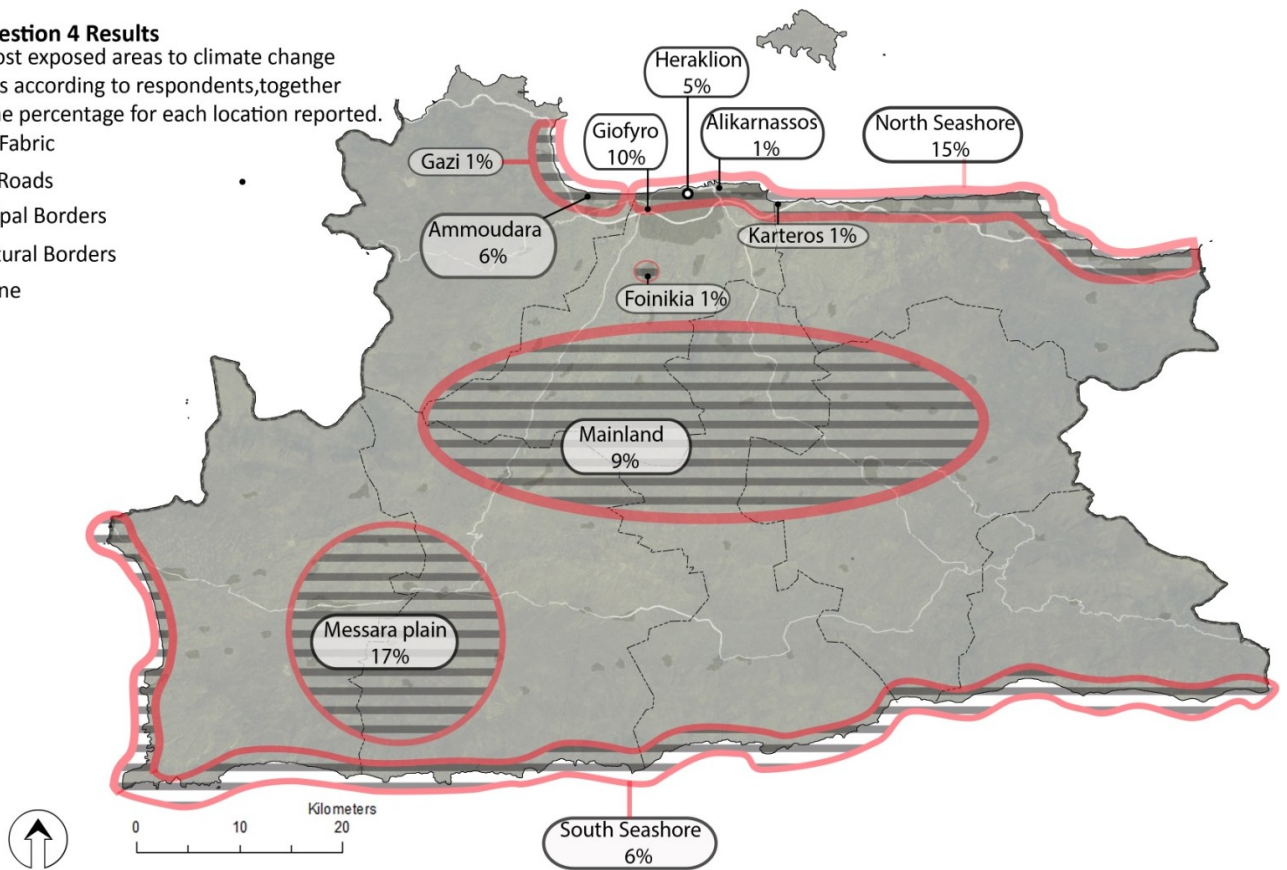 estion 4 Results
ost exposed areas to climate change
s according to respondents,together
e percentage for each location reported.
Fabric
Roads
pal Borders
tural Borders
ne
Heraklion
5%
Giofyro
10%
Alikarnassos
1%
North Seashore
15%
Gazi 1%
Ammoudara
6%
Karteros 1%
Foinikia 1%
Mainland
9%
Messara plain
17%
Kilometers
0 10 20
South Seashore
6%